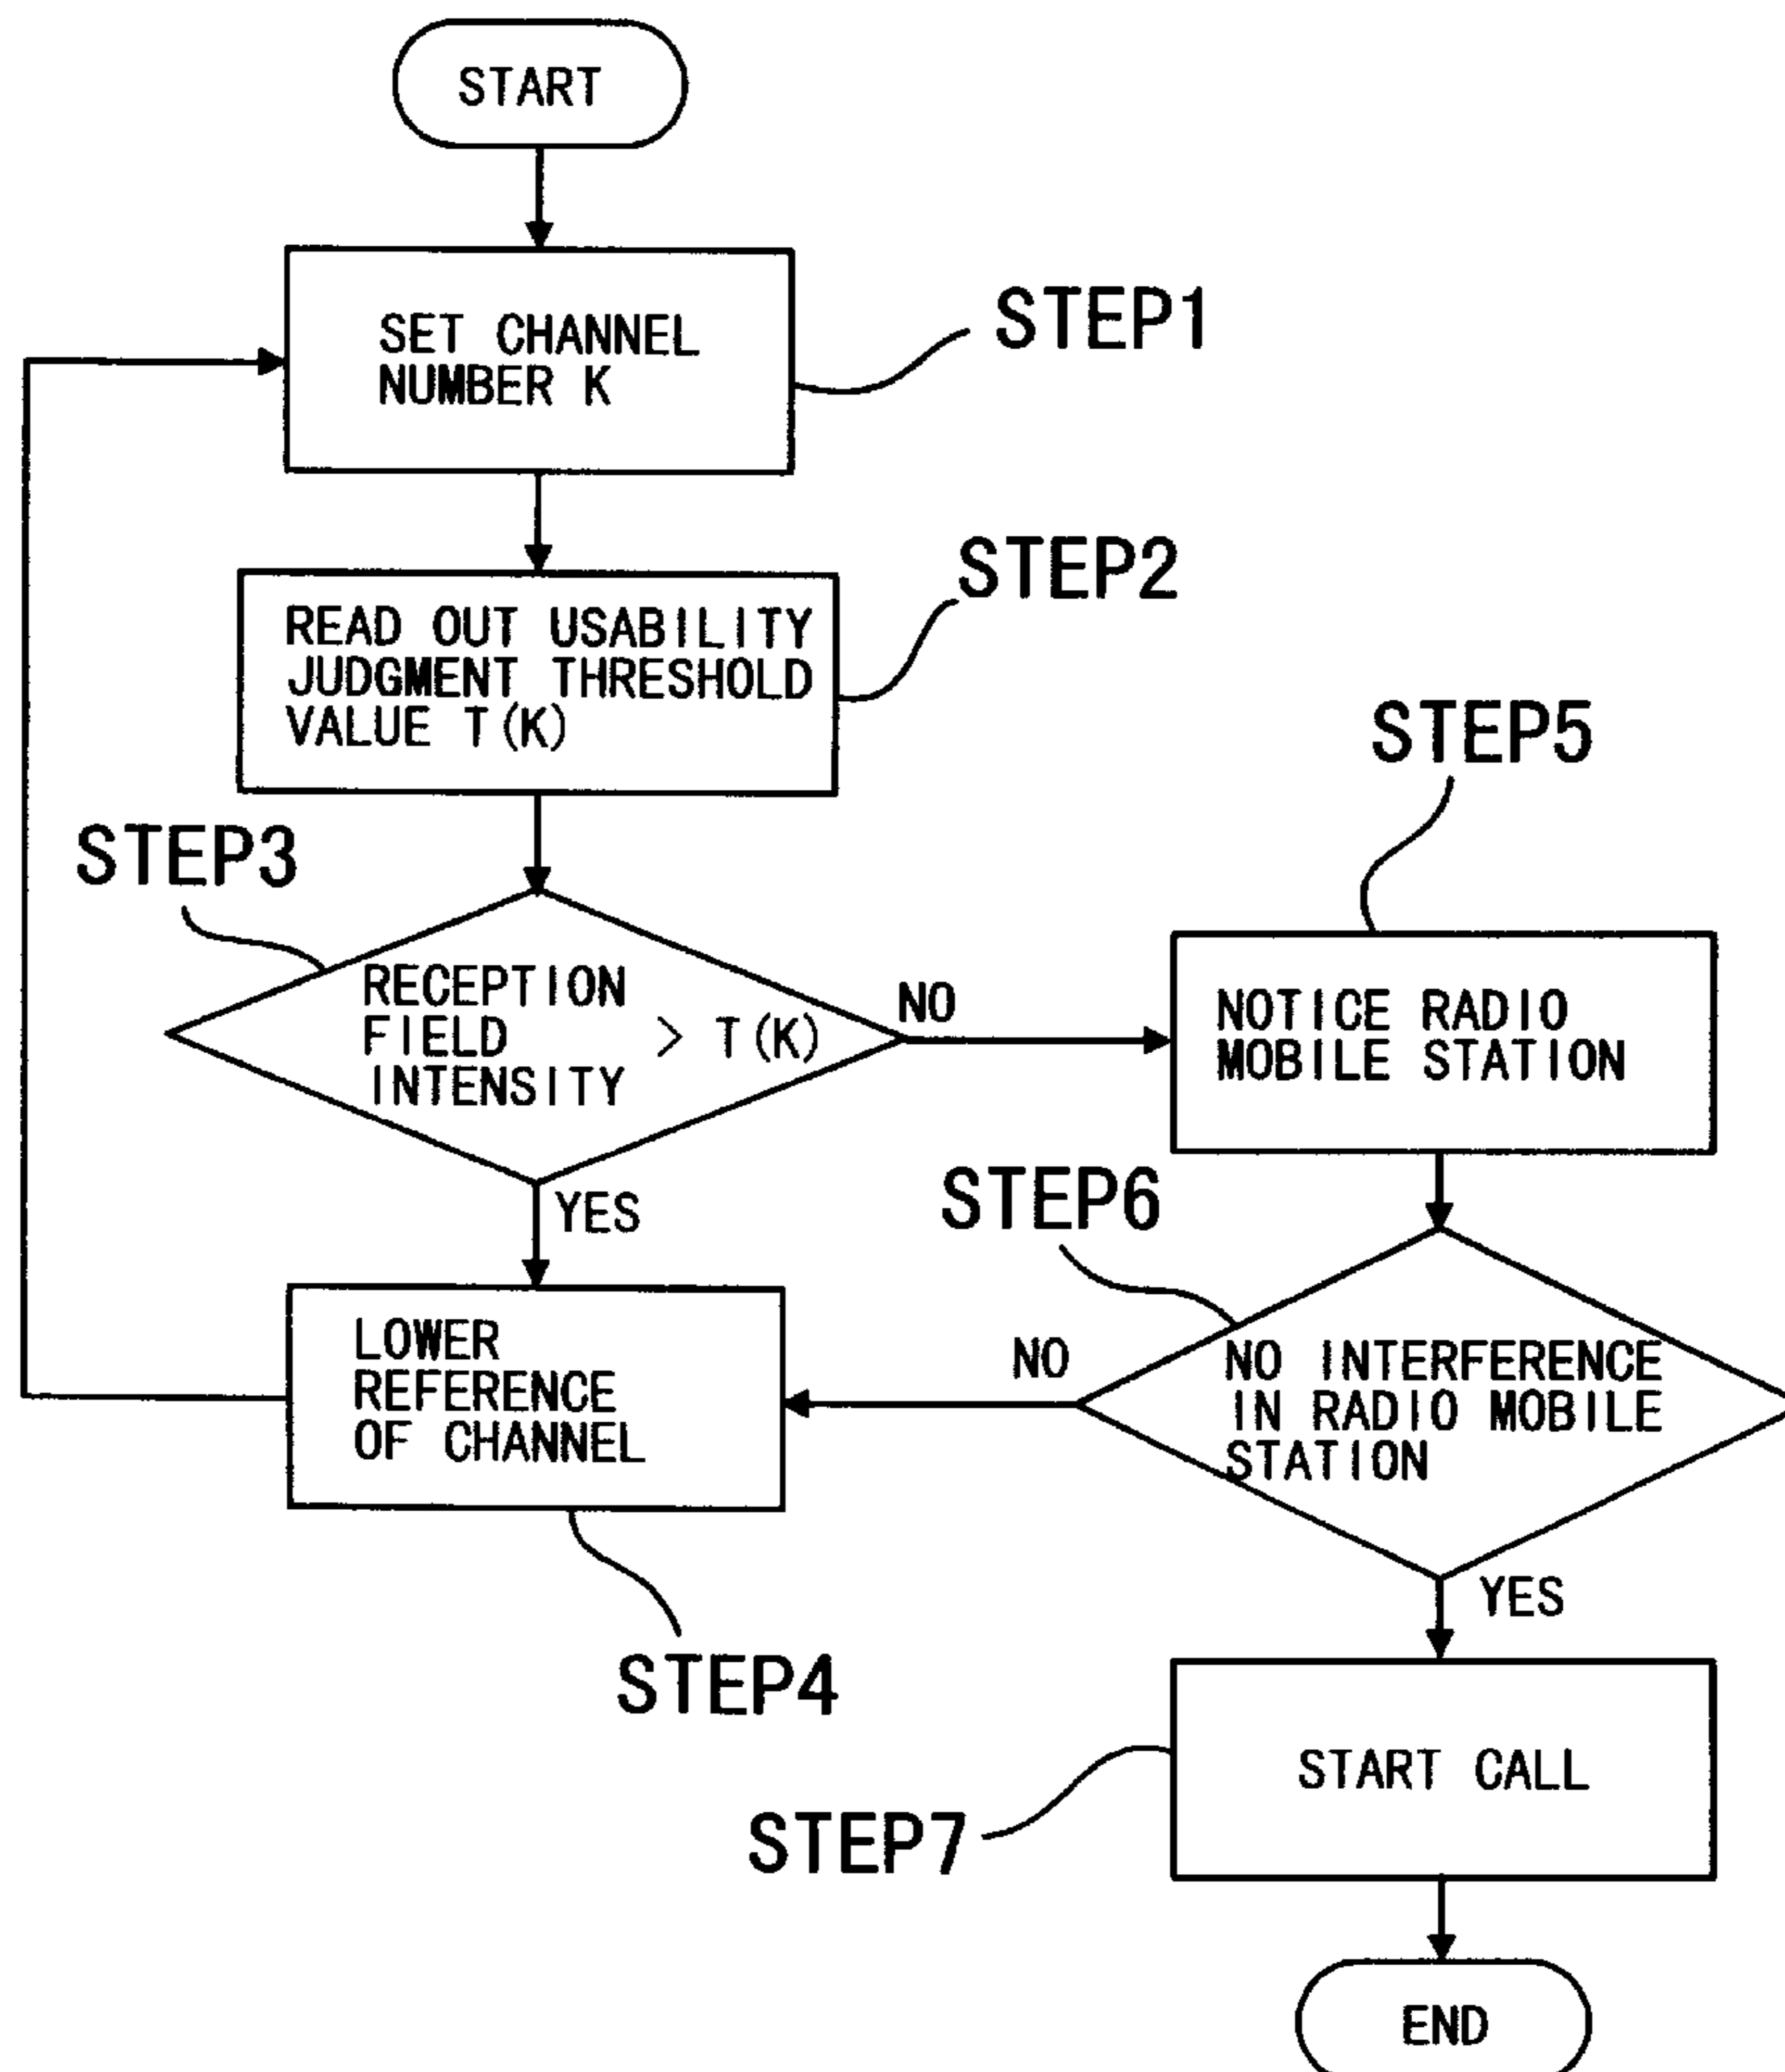 START
SET CHANNEL
NUMBER K
STEP1
READ OUT USABILITY
JUDGMENT THRESHOLD
VALUE T(K)
STEP2
STEP3
RECEPTION
FIELD > T(K)
INTENSITY
NO
YES
STEP5
NOTICE RADIO
MOBILE STATION
STEP6
NO INTERFERENCE
IN RADIO MOBILE
STATION
NO
YES
LOWER
REFERENCE
OF CHANNEL
STEP4
START CALL
STEP7
END